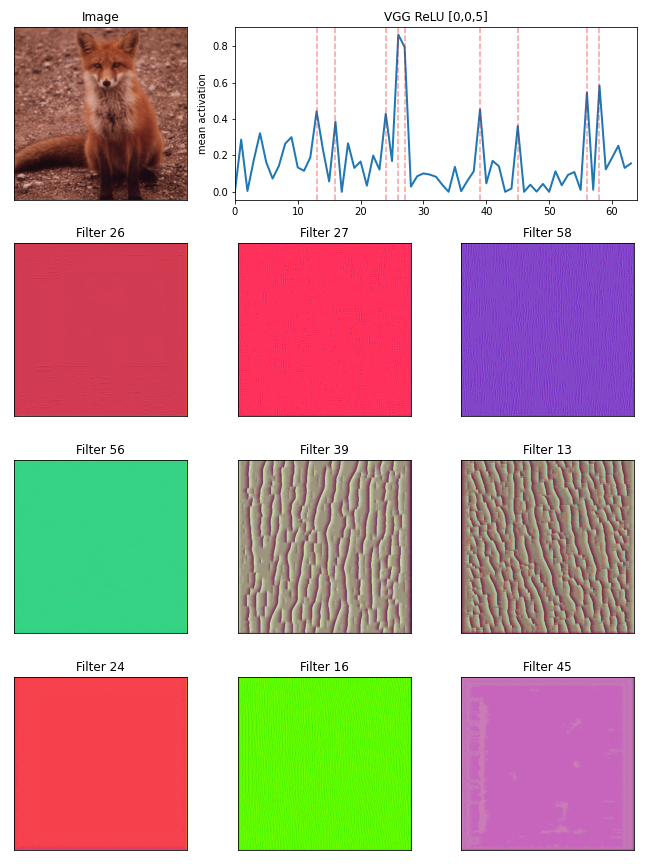 Image
VGG ReLU [0,0,5]
mean activation
0.8
0.6
0.4
0.2
0.0
0 10 20 30 40 50 60
Filter 26 Filter 27 Filter 58
Filter 56 Filter 39 Filter 13
Filter 24 Filter 16 Filter 45